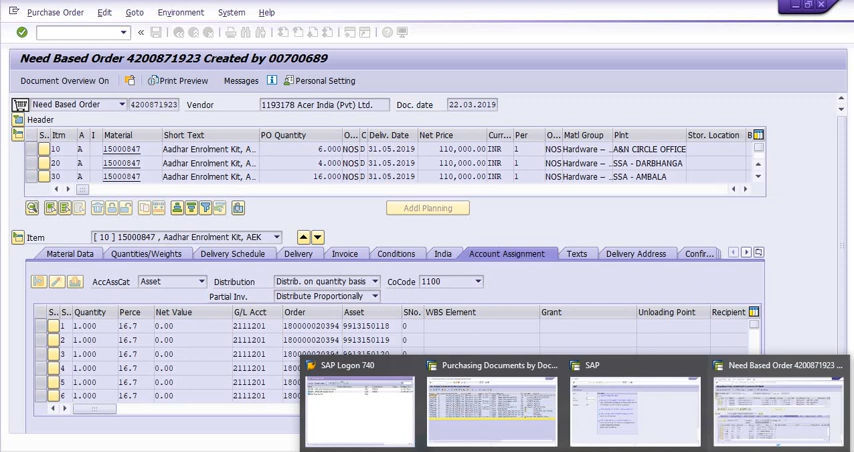 Purchase Order Edit Goto Environment System Help
Need Based Order 4200871923 Created by 00700689
Document Overview On Print Preview Messages Personal Setting
Need Based Order 4200871923 Vendor 1193178 Acer India (Pvt) Ltd. Doc. date 22.03.2019
Header
S.. Itm A I Material Short Text PO Quantity O... C Deliv. Date Net Price Curr... Per O... Matl Group Plnt Stor. Location B
10 A 15000847 Aadhar Enrolment Kit, A... 6.000 NOS D 31.05.2019 110,000.00 INR 1 NOS Hardware – ... A&N CIRCLE OFFICE
20 A 15000847 Aadhar Enrolment Kit, A... 4.000 NOS D 31.05.2019 110,000.00 INR 1 NOS Hardware – ... SSA - DARBHANGA
30 A 15000847 Aadhar Enrolment Kit, A... 16.000 NOS D 31.05.2019 110,000.00 INR 1 NOS Hardware – ... SSA - AMBALA
Addl Planning
Item [ 10 ] 15000847 , Aadhar Enrolment Kit, AEK
Material Data Quantities/Weights Delivery Schedule Delivery Invoice Conditions India Account Assignment Texts Delivery Address Confir...
AccAssCat Asset Distribution Distrib. on quantity basis CoCode 1100
Partial Inv. Distribute Proportionally
S.. S.. Quantity Perce Net Value G/L Acct Order Asset SNo. WBS Element Grant Unloading Point Recipient
1 1.000 16.7 0.00 2111201 180000020394 9913150118 0
2 1.000 16.7 0.00 2111201 180000020394 9913150119 0
3 1.000 16.7 0.00 2111201
4 1.000 16.7 0.00 2111201
5 1.000 16.7 0.00 2111201
6 1.000 16.7 0.00 2111201
SAP Logon 740 Purchasing Documents by Doc... SAP Need Based Order 4200871923 ...